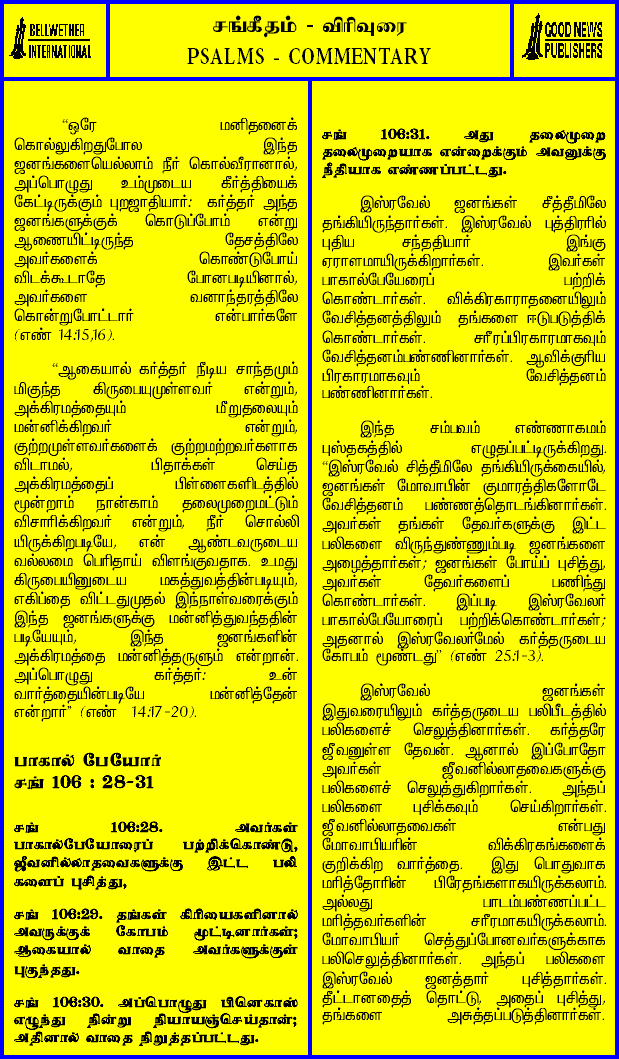 BELLWETHER
INTERNATIONAL
சங்கீதம் - விரிவுரை
PSALMS - COMMENTARY
GOOD NEWS
PUBLISHERS
“ஒரே மனிதனைக்
கொல்லுகிறதுபோல இந்த
ஜனங்களையெல்லாம் நீர் கொல்வீரானால்,
அப்பொழுது உம்முடைய கீர்த்தியைக்
கேட்டிருக்கும் புறஜாதியார்: கர்த்தர் அந்த
ஜனங்களுக்குக் கொடுப்போம் என்று
ஆணையிட்டிருந்த தேசத்திலே
அவர்களைக் கொண்டுபோய்
விடக்கூடாதே போனபடியினால்,
அவர்களை வனாந்தரத்திலே
கொன்றுபோட்டார் என்பார்களே
(எண் 14:15,16).
“ஆகையால் கர்த்தர் நீடிய சாந்தமும்
மிகுந்த கிருபையுமுள்ளவர் என்றும்,
அக்கிரமத்தையும் மீறுதலையும்
மன்னிக்கிறவர் என்றும்,
குற்றமுள்ளவர்களைக் குற்றமற்றவர்களாக
விடாமல், பிதாக்கள் செய்த
அக்கிரமத்தைப் பிள்ளைகளிடத்தில்
மூன்றாம் நான்காம் தலைமுறைமட்டும்
விசாரிக்கிறவர் என்றும், நீர் சொல்லி
யிருக்கிறபடியே, என் ஆண்டவருடைய
வல்லமை பெரிதாய் விளங்குவதாக. உமது
கிருபையினுடைய மகத்துவத்தின்படியும்,
எகிப்தை விட்டதுமுதல் இந்நாள்வரைக்கும்
இந்த ஜனங்களுக்கு மன்னித்துவந்ததின்
படியேயும், இந்த ஜனங்களின்
அக்கிரமத்தை மன்னித்தருளும் என்றான்.
அப்பொழுது கர்த்தர்: உன்
வார்த்தையின்படியே மன்னித்தேன்
என்றார்” (எண் 14:17-20).
பாகால் பேயோர்
சங் 106 : 28-31
சங் 106:28. அவர்கள்
பாகால்பேயோரைப் பற்றிக்கொண்டு,
ஜீவனில்லாதவைகளுக்கு இட்ட பலி
களைப் புசித்து,
சங் 106:29. தங்கள் கிரியைகளினால்
அவருக்குக் கோபம் மூட்டினார்கள்;
ஆகையால் வாதை அவர்களுக்குள்
புகுந்தது.
சங் 106:30. அப்பொழுது பினெகாஸ்
எழுந்து நின்று நியாயஞ்செய்தான்;
அதினால் வாதை நிறுத்தப்பட்டது.
சங் 106:31. அது தலைமுறை
தலைமுறையாக என்றைக்கும் அவனுக்கு
நீதியாக எண்ணப்பட்டது.
இஸ்ரவேல் ஜனங்கள் சீத்தீமிலே
தங்கியிருந்தார்கள். இஸ்ரவேல் புத்திரரில்
புதிய சந்ததியார் இங்கு
ஏராளமாயிருக்கிறார்கள். இவர்கள்
பாகால்பேயோரைப் பற்றிக்
கொண்டார்கள். விக்கிரகாராதனையிலும்
வேசித்தனத்திலும் தங்களை ஈடுபடுத்திக்
கொண்டார்கள். சரீரப்பிரகாரமாகவும்
வேசித்தனம்பண்ணினார்கள். ஆவிக்குரிய
பிரகாரமாகவும் வேசித்தனம்
பண்ணினார்கள்.
இந்த சம்பவம் எண்ணாகமம்
புஸ்தகத்தில் எழுதப்பட்டிருக்கிறது.
“இஸ்ரவேல் சித்தீமிலே தங்கியிருக்கையில்,
ஜனங்கள் மோவாபின் குமாரத்திகளோடே
வேசித்தனம் பண்ணத்தொடங்கினார்கள்.
அவர்கள் தங்கள் தேவர்களுக்கு இட்ட
பலிகளை விருந்துண்ணும்படி ஜனங்களை
அழைத்தார்கள்; ஜனங்கள் போய்ப் புசித்து,
அவர்கள் தேவர்களைப் பணிந்து
கொண்டார்கள். இப்படி இஸ்ரவேலர்
பாகால்பேயோரைப் பற்றிக்கொண்டார்கள்;
அதனால் இஸ்ரவேலர்மேல் கர்த்தருடைய
கோபம் மூண்டது” (எண் 25:1-3).
இஸ்ரவேல் ஜனங்கள்
இதுவரையிலும் கர்த்தருடைய பலிபீடத்தில்
பலிகளை செலுத்தினார்கள். கர்த்தரே
ஜீவனுள்ள தேவன். ஆனால் இப்போதோ
அவர்கள் ஜீவனில்லாதவைகளுக்கு
பலிகளைச் செலுத்துகிறார்கள். அந்தப்
பலிகளை புசிக்கவும் செய்கிறார்கள்.
ஜீவனில்லாதவைகள் என்பது
மோவாபியரின் விக்கிரகங்களைக்
குறிக்கிற வார்த்தை. இது பொதுவாக
மரித்தோரின் பிரேதங்களாகயிருக்கலாம்.
அல்லது பாடம்பண்ணப்பட்ட
மரித்தவர்களின் சரீரமாகயிருக்கலாம்.
மோவாபியர் செத்துப்போனவர்களுக்காக
பலிசெலுத்தினார்கள். அந்தப் பலிகளை
இஸ்ரவேல் ஜனத்தார் புசித்தார்கள்.
தீட்டானதைத் தொட்டு, அதைப் புசித்து,
தங்களை அசுத்தப்படுத்தினார்கள்.